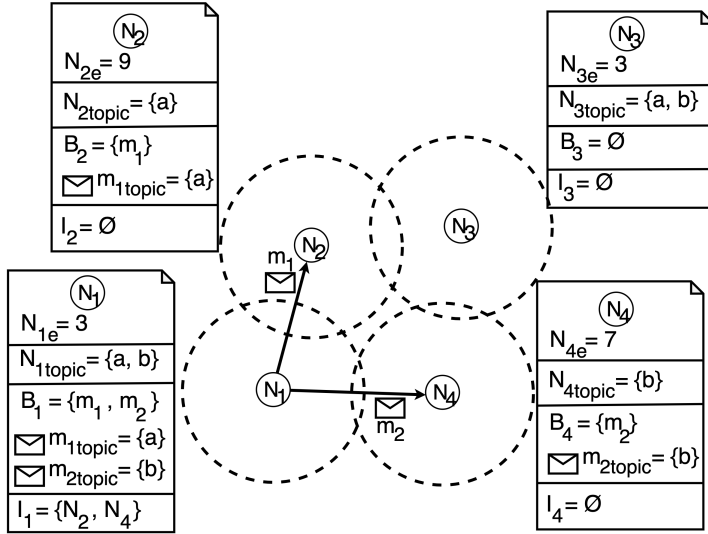 N2
N2e = 9
N2topic = {a}
B2 = {m1}
m1topic = {a}
I2 = Ø
N3
N3e = 3
N3topic = {a, b}
B3 = Ø
I3 = Ø
N1
N1e = 3
N1topic = {a, b}
B1 = {m1 , m2 }
m1topic = {a}
m2topic = {b}
I1 = {N2, N4}
N2
N3
m1
N1
N4
m2
N4
N4e = 7
N4topic = {b}
B4 = {m2}
m2topic = {b}
I4 = Ø